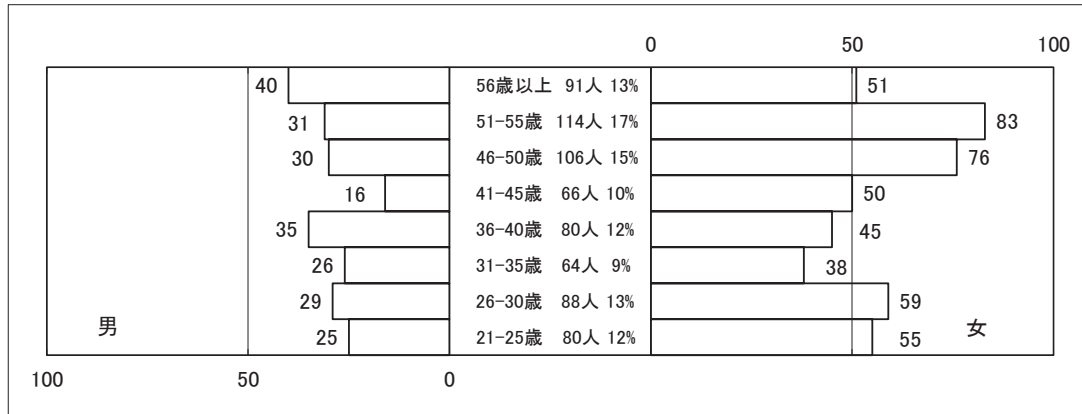 0 50 100
40 56歳以上 91人 13% 51
31 51-55歳 114人 17% 83
30 46-50歳 106人 15% 76
16 41-45歳 66人 10% 50
35 36-40歳 80人 12% 45
26 31-35歳 64人 9% 38
29 26-30歳 88人 13% 59
男 女
25 21-25歳 80人 12% 55
100 50 0